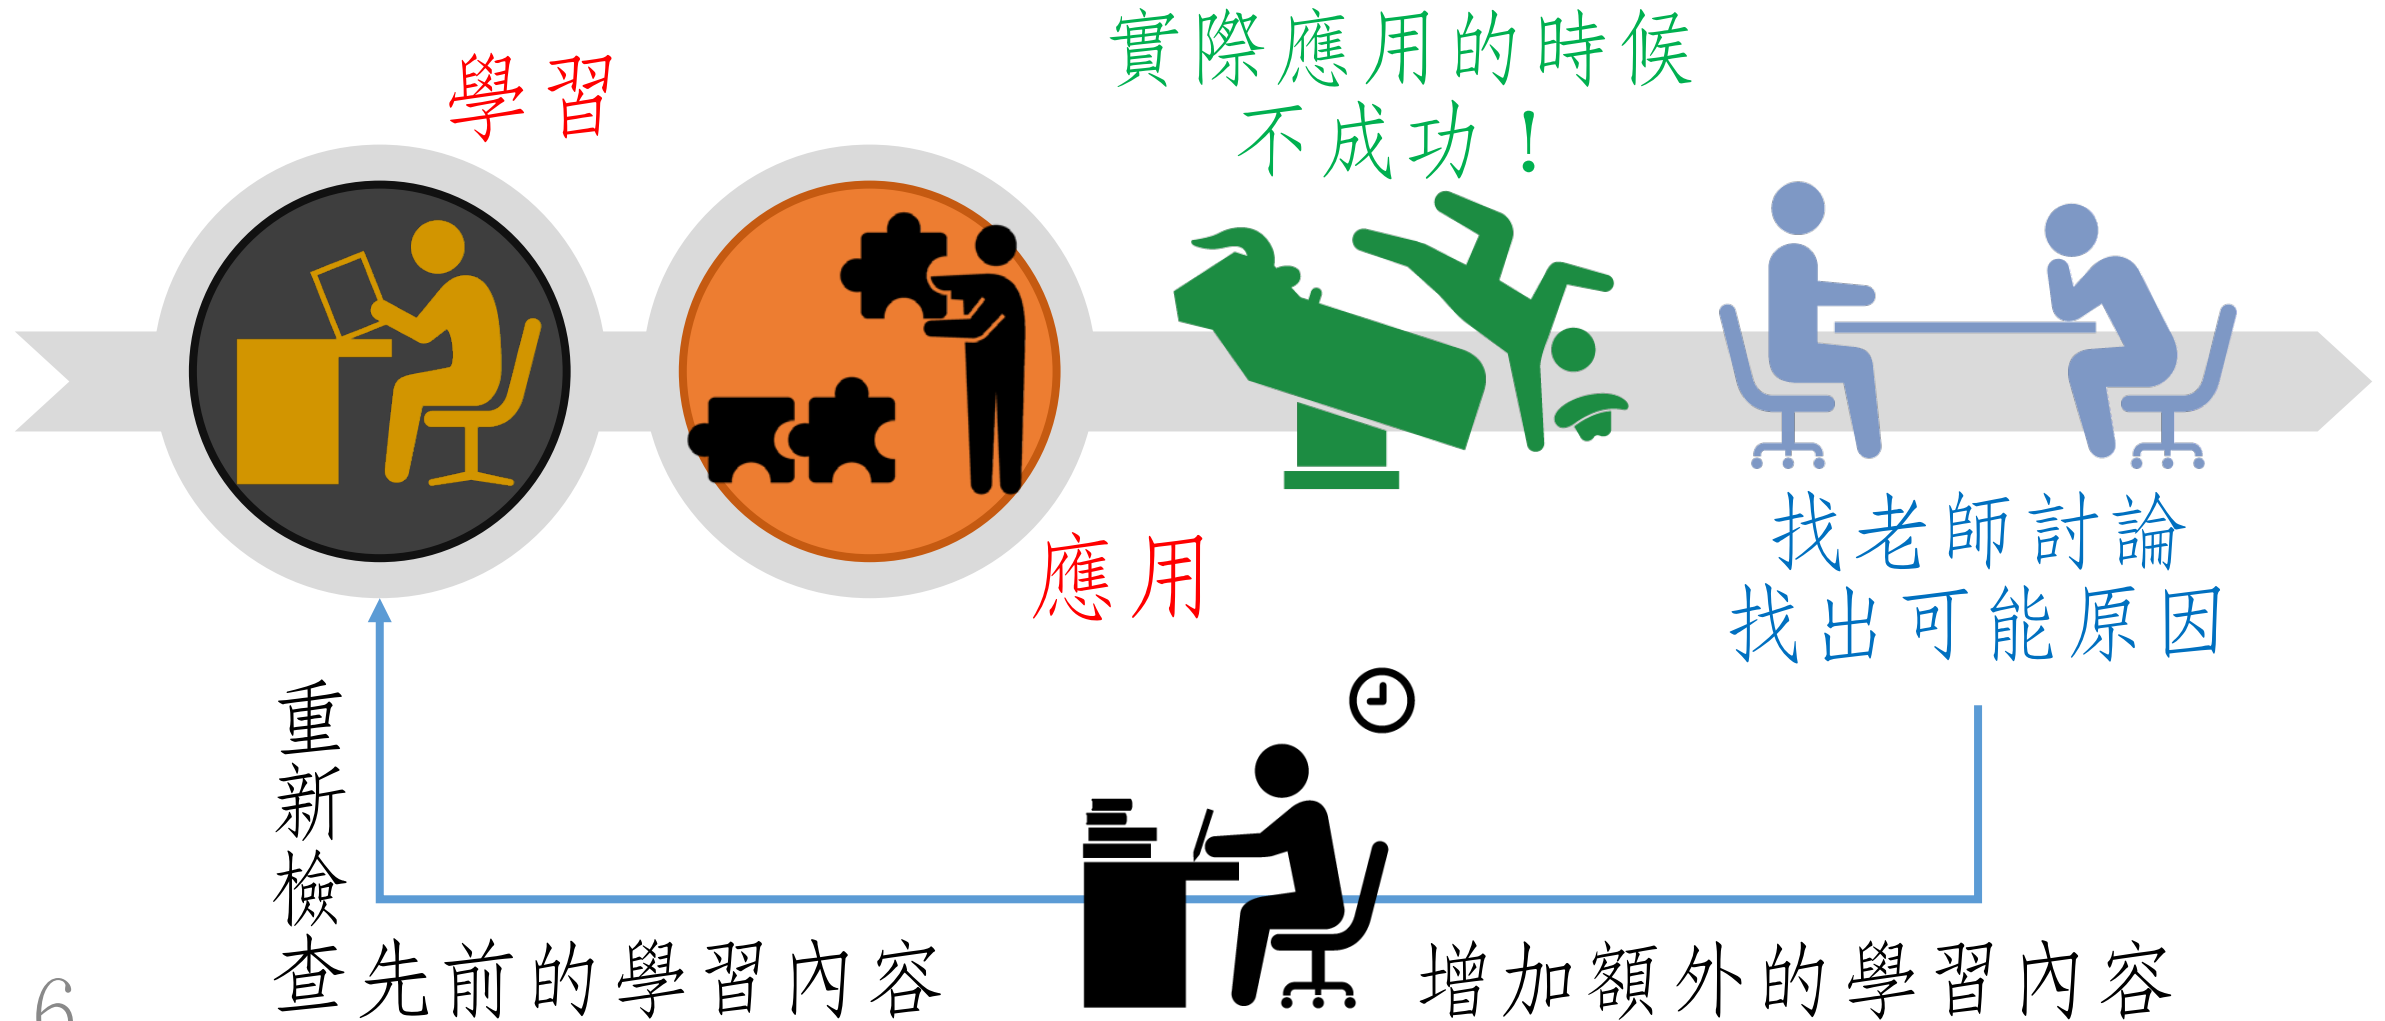 學習
實際應用的時候
不成功！
應用
找老師討論
找出可能原因
重新檢查先前的學習內容
增加額外的學習內容
6